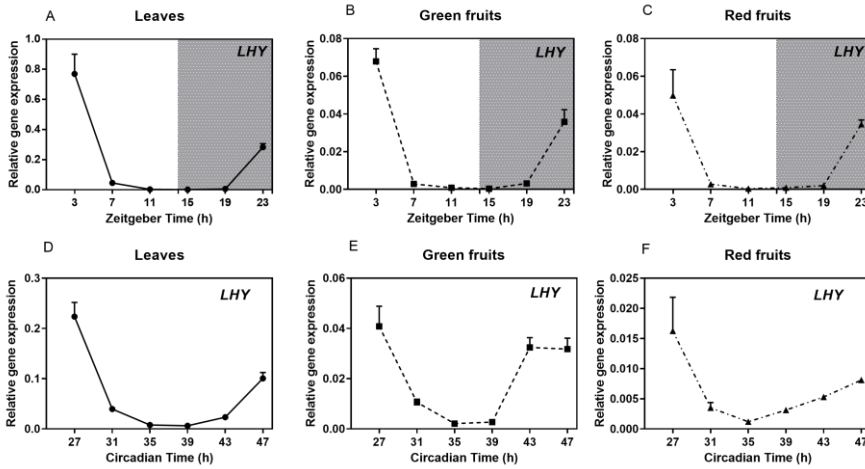 A
Leaves
LHY
Relative gene expression
1.0
0.8
0.6
0.4
0.2
0.0
3 7 11 15 19 23
Zeitgeber Time (h)
B
Green fruits
LHY
Relative gene expression
0.08
0.06
0.04
0.02
0.00
3 7 11 15 19 23
Zeitgeber Time (h)
C
Red fruits
LHY
Relative gene expression
0.08
0.06
0.04
0.02
0.00
3 7 11 15 19 23
Zeitgeber Time (h)
D
Leaves
LHY
Relative gene expression
0.3
0.2
0.1
0.0
27 31 35 39 43 47
Circadian Time (h)
E
Green fruits
LHY
Relative gene expression
0.06
0.04
0.02
0.00
27 31 35 39 43 47
Circadian Time (h)
F
Red fruits
LHY
Relative gene expression
0.025
0.020
0.015
0.010
0.005
0.000
27 31 35 39 43 47
Circadian Time (h)